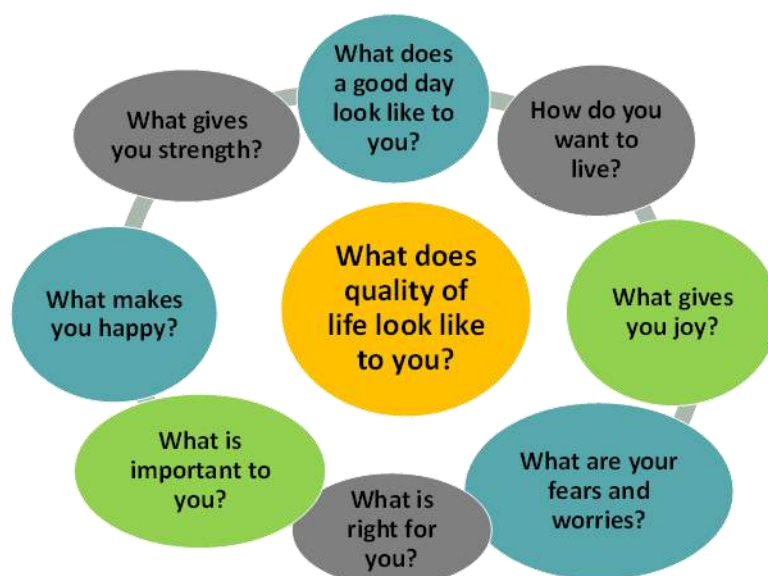 What does
a good day
look like to
you?
How do you
want to
live?
What gives
you joy?
What are your
fears and
worries?
What is
right for
you?
What is
important to
you?
What makes
you happy?
What gives
you strength?
What does
quality of
life look like
to you?